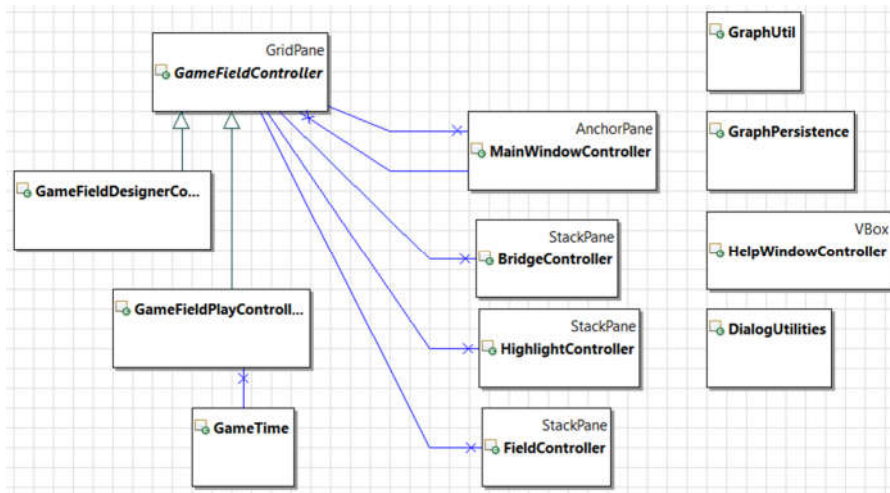 GridPane
GameFieldController
GraphUtil
AnchorPane
MainWindowController
GraphPersistence
GameFieldDesignerCo...
StackPane
BridgeController
VBox
HelpWindowController
GameFieldPlayControll...
StackPane
HighlightController
DialogUtilities
GameTime
StackPane
FieldController